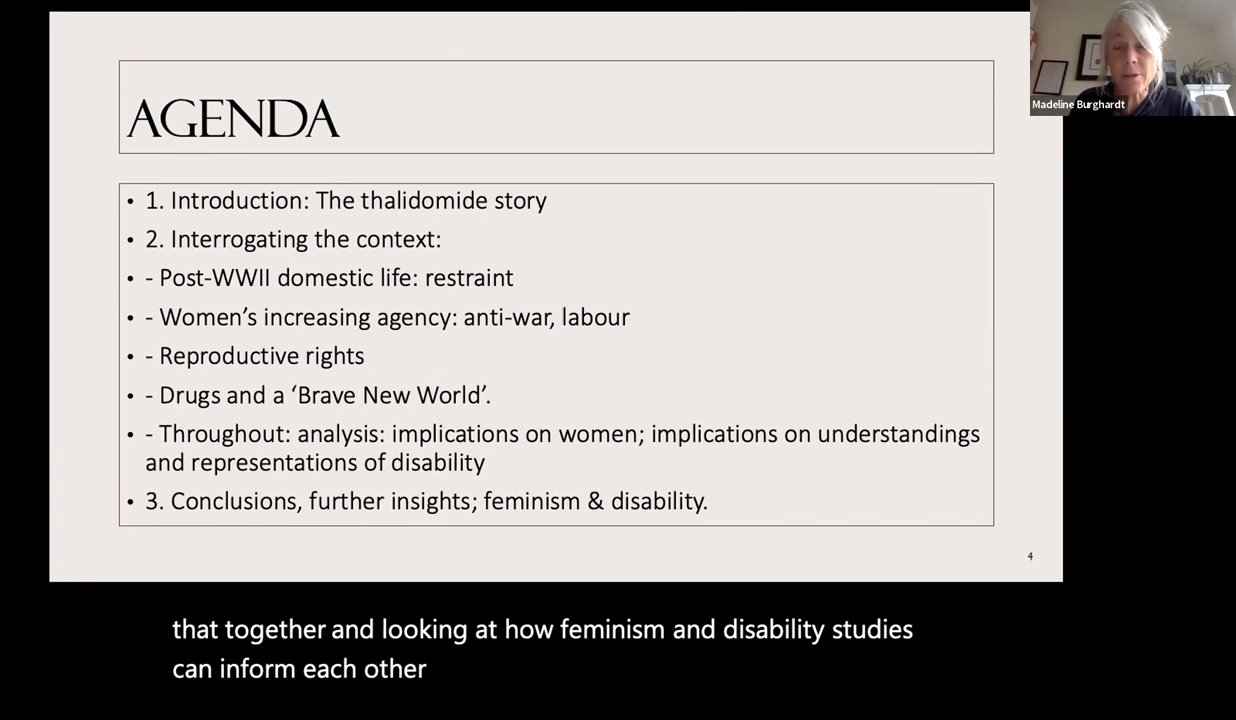 AGENDA
• 1. Introduction: The thalidomide story
• 2. Interrogating the context:
• - Post-WWII domestic life: restraint
• - Women’s increasing agency: anti-war, labour
• - Reproductive rights
• - Drugs and a ‘Brave New World’.
• - Throughout: analysis: implications on women; implications on understandings
and representations of disability
• 3. Conclusions, further insights; feminism & disability.
4
Madeline Burghardt
that together and looking at how feminism and disability studies
can inform each other